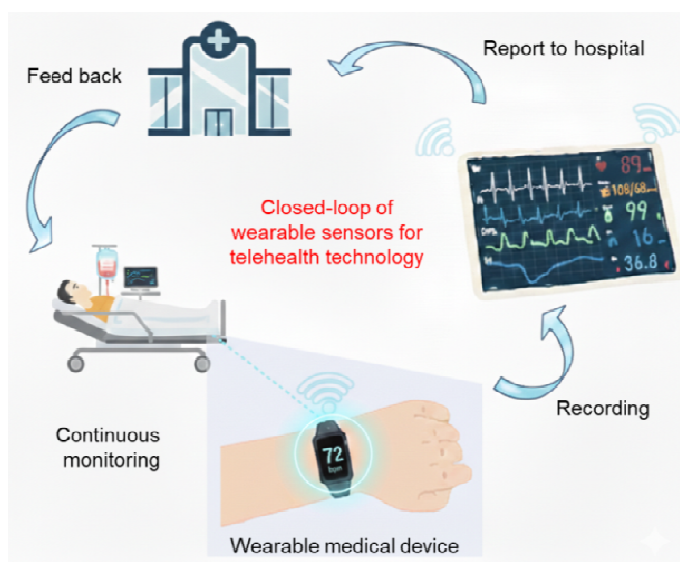 Report to hospital
Feed back
Closed-loop of
wearable sensors for
telehealth technology
89
108/68
99
16
36.8
Recording
Continuous
monitoring
72
bpm
Wearable medical device